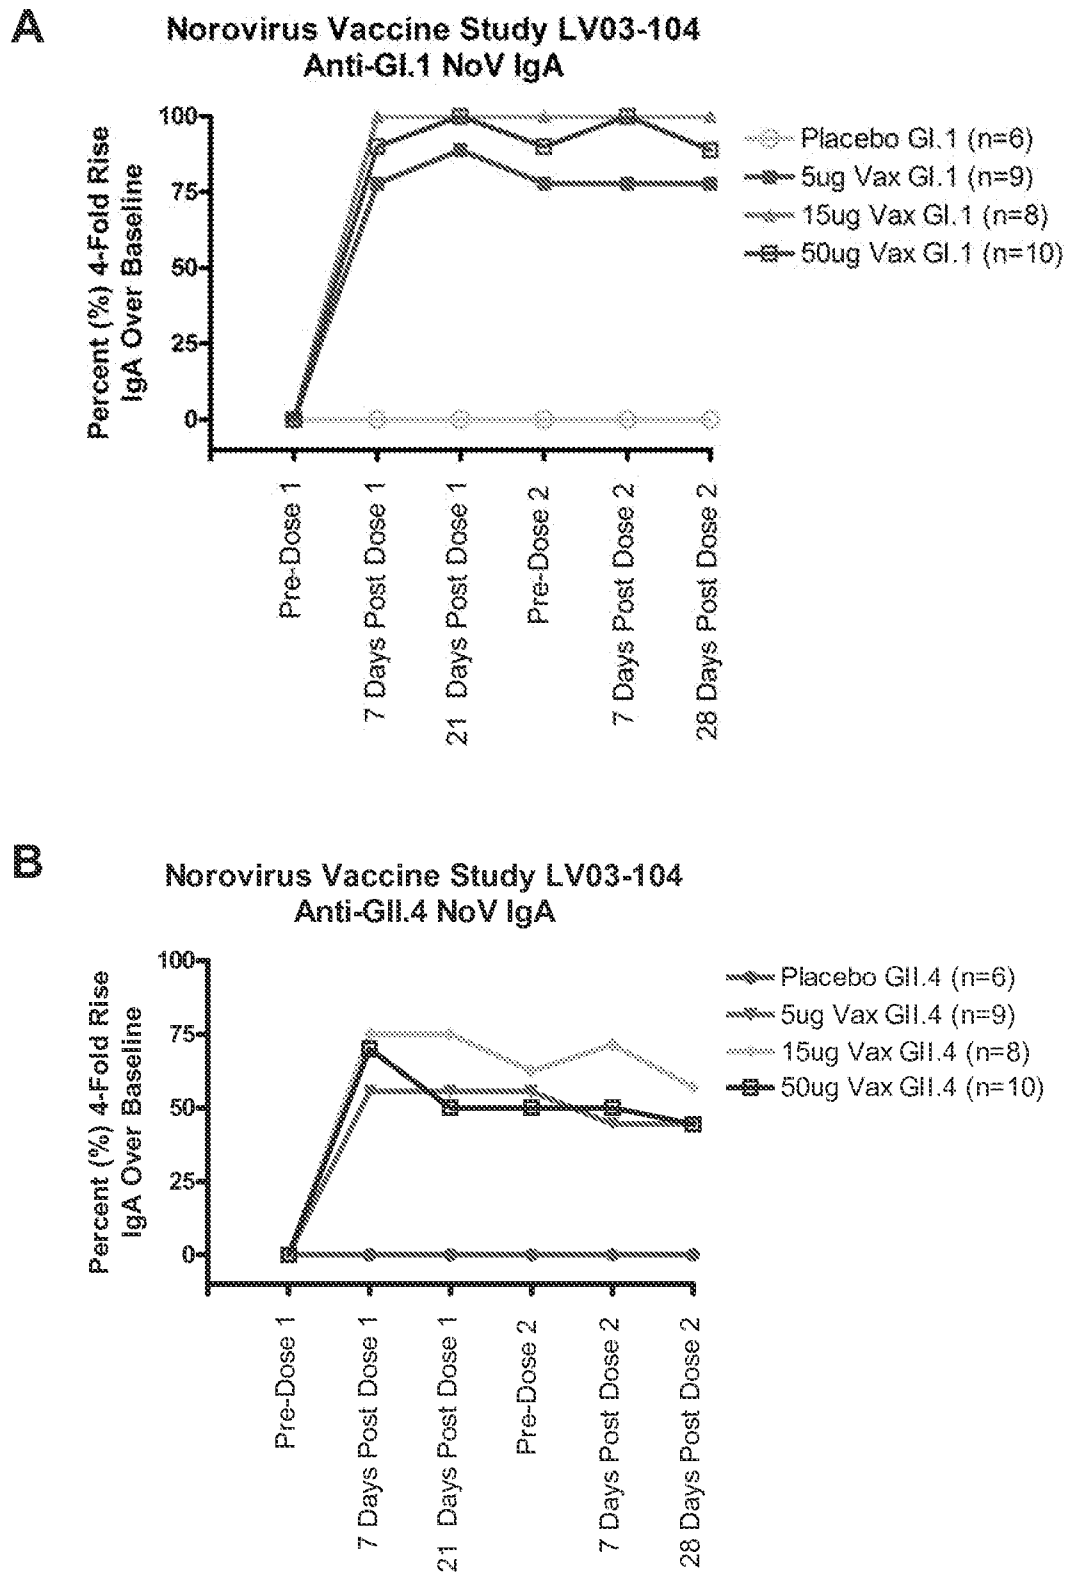 A
Norovirus Vaccine Study LV03-104
Anti-GI.1 NoV IgA
Percent (%) 4-Fold Rise
IgA Over Baseline
100
75
50
25
0
Pre-Dose 1
7 Days Post Dose 1
21 Days Post Dose 1
Pre-Dose 2
7 Days Post Dose 2
28 Days Post Dose 2
Placebo GI.1 (n=6)
5ug Vax GI.1 (n=9)
15ug Vax GI.1 (n=8)
50ug Vax GI.1 (n=10)
B
Norovirus Vaccine Study LV03-104
Anti-GII.4 NoV IgA
Percent (%) 4-Fold Rise
IgA Over Baseline
100
75
50
25
0
Pre-Dose 1
7 Days Post Dose 1
21 Days Post Dose 1
Pre-Dose 2
7 Days Post Dose 2
28 Days Post Dose 2
Placebo GII.4 (n=6)
5ug Vax GII.4 (n=9)
15ug Vax GII.4 (n=8)
50ug Vax GII.4 (n=10)